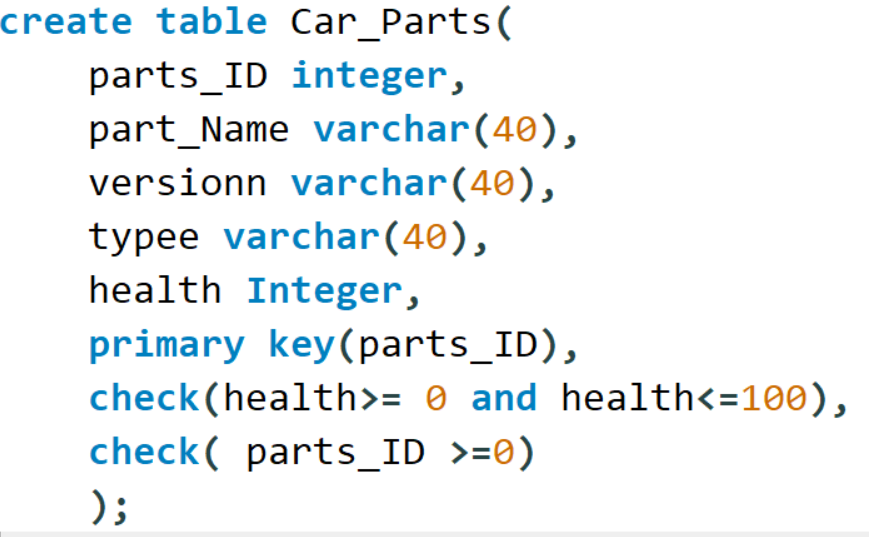 create table Car_Parts(
parts_ID integer,
part_Name varchar(40),
versionn varchar(40),
typee varchar(40),
health Integer,
primary key(parts_ID),
check(health>= 0 and health<=100),
check( parts_ID >=0)
);